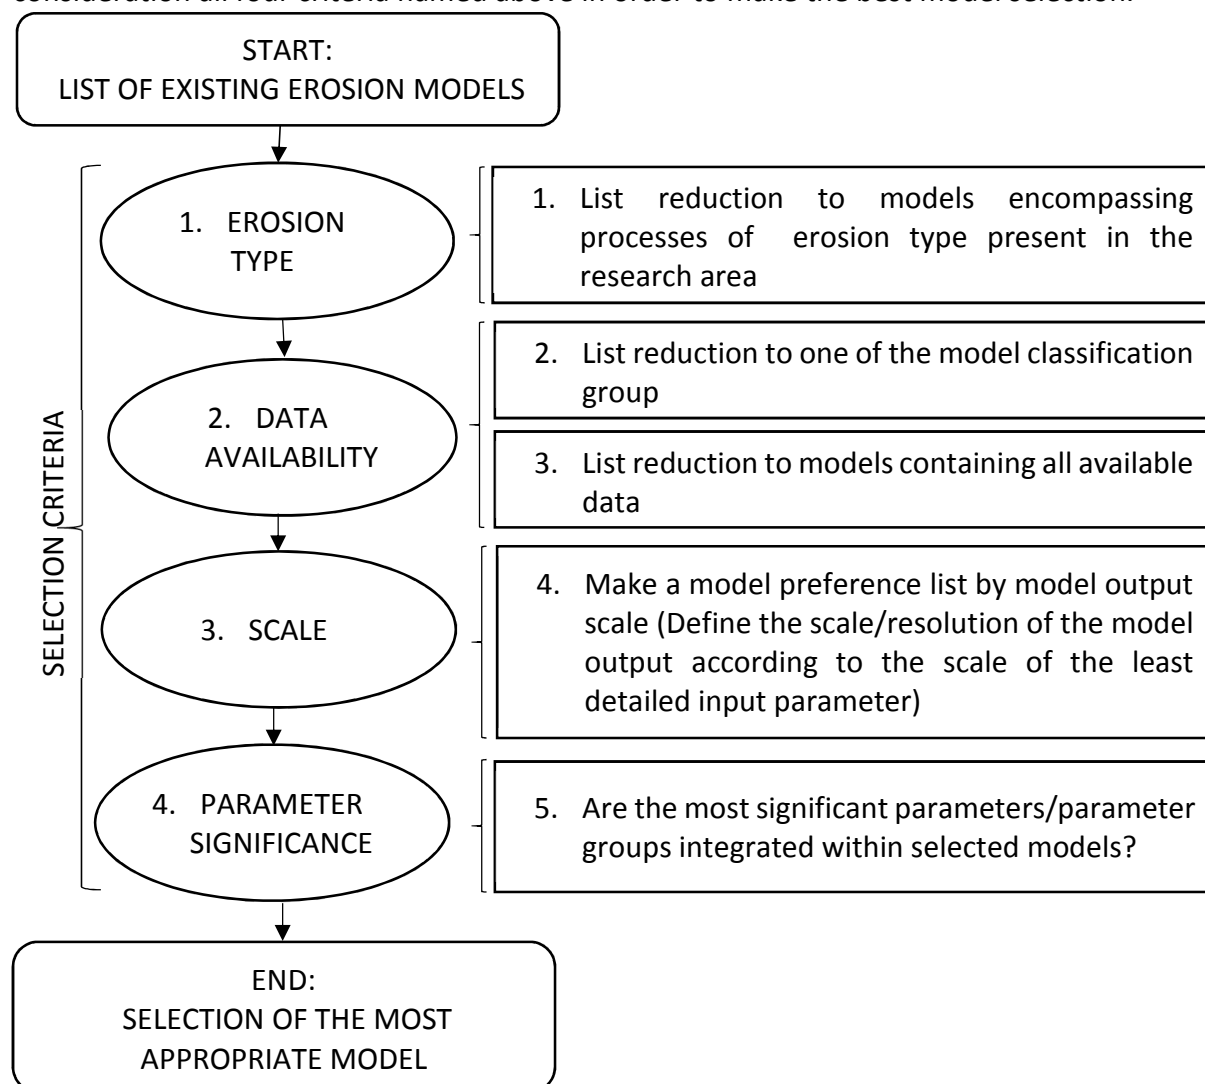 consideration all four criteria named above in order to make the best model selection.
START:
LIST OF EXISTING EROSION MODELS
SELECTION CRITERIA
1. EROSION
TYPE
1. List reduction to models encompassing
processes of erosion type present in the
research area
2. DATA
AVAILABILITY
2. List reduction to one of the model classification
group
3. List reduction to models containing all available
data
3. SCALE
4. Make a model preference list by model output
scale (Define the scale/resolution of the model
output according to the scale of the least
detailed input parameter)
4. PARAMETER
SIGNIFICANCE
5. Are the most significant parameters/parameter
groups integrated within selected models?
END:
SELECTION OF THE MOST
APPROPRIATE MODEL